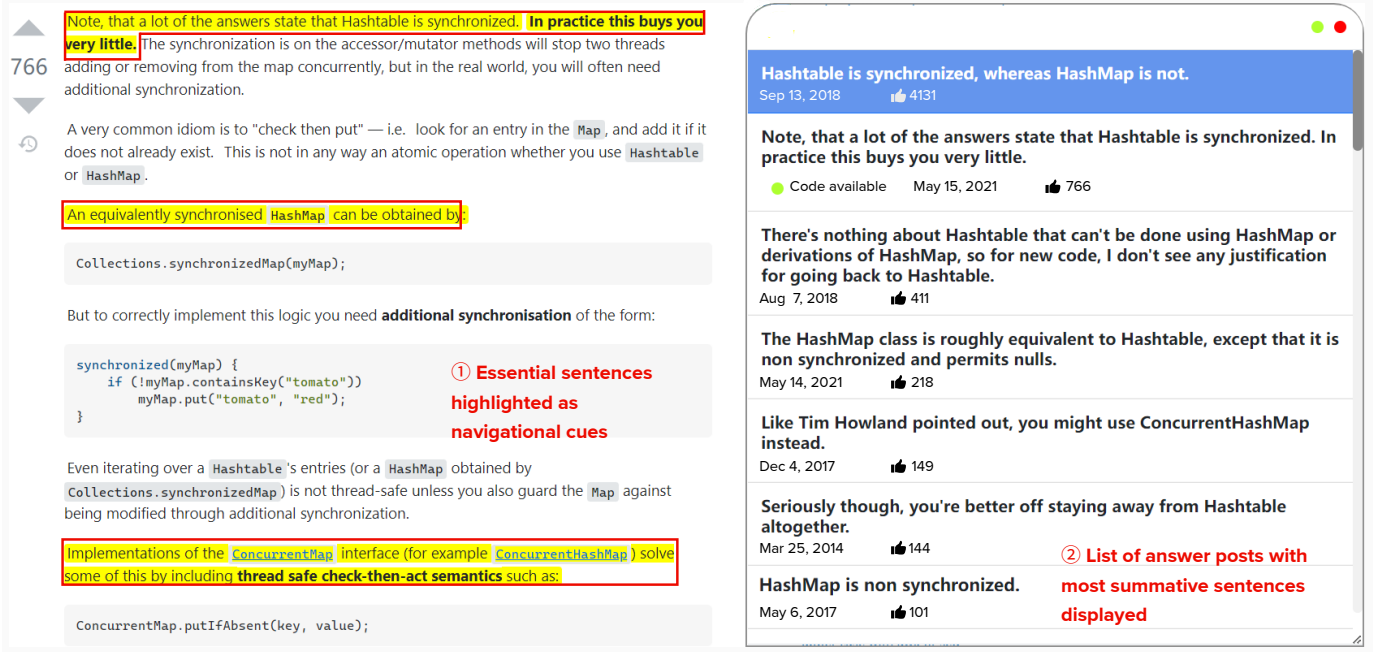 Note, that a lot of the answers state that Hashtable is synchronized. In practice this buys you
very little. The synchronization is on the accessor/mutator methods will stop two threads
766
adding or removing from the map concurrently, but in the real world, you will often need
additional synchronization.
A very common idiom is to "check then put" — i.e. look for an entry in the Map, and add it if it
does not already exist. This is not in any way an atomic operation whether you use Hashtable
or HashMap.
An equivalently synchronised HashMap can be obtained by:
Collections.synchronizedMap(myMap);
But to correctly implement this logic you need additional synchronisation of the form:
synchronized(myMap) {
if (!myMap.containsKey("tomato"))
myMap.put("tomato", "red");
}
① Essential sentences
highlighted as
navigational cues
Even iterating over a Hashtable's entries (or a HashMap obtained by
Collections.synchronizedMap) is not thread-safe unless you also guard the Map against
being modified through additional synchronization.
Implementations of the ConcurrentMap interface (for example ConcurrentHashMap) solve
some of this by including thread safe check-then-act semantics such as:
ConcurrentMap.putIfAbsent(key, value);
Hashtable is synchronized, whereas HashMap is not.
Sep 13, 2018 4131
Note, that a lot of the answers state that Hashtable is synchronized. In
practice this buys you very little.
Code available May 15, 2021 766
There's nothing about Hashtable that can't be done using HashMap or
derivations of HashMap, so for new code, I don't see any justification
for going back to Hashtable.
Aug 7, 2018 411
The HashMap class is roughly equivalent to Hashtable, except that it is
non synchronized and permits nulls.
May 14, 2021 218
Like Tim Howland pointed out, you might use ConcurrentHashMap
instead.
Dec 4, 2017 149
Seriously though, you're better off staying away from Hashtable
altogether.
Mar 25, 2014 144
HashMap is non synchronized.
May 6, 2017 101
② List of answer posts with
most summative sentences
displayed